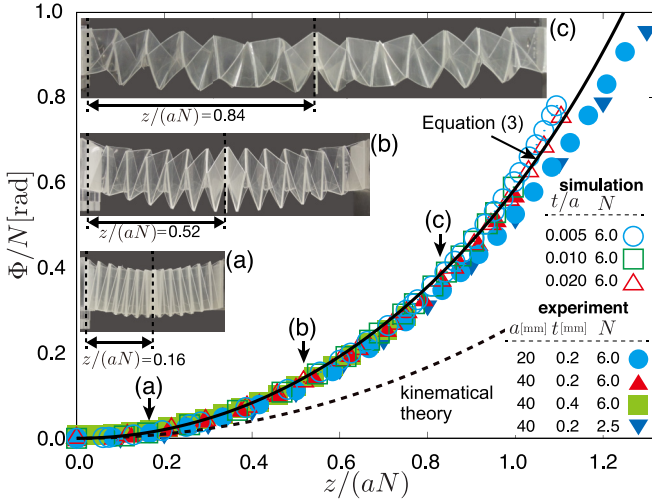 (c)
z/(aN)=0.84
(b)
z/(aN)=0.52
(a)
z/(aN)=0.16
Φ/N[rad]
1.0
0.8
0.6
0.4
0.2
0.0
0.0 0.2 0.4 0.6 0.8 1.0 1.2
z/(aN)
(a)
(b)
(c)
Equation (3)
kinematical
theory
simulation
t/a N
0.005 6.0
0.010 6.0
0.020 6.0
experiment
a[mm] t[mm] N
20 0.2 6.0
40 0.2 6.0
40 0.4 6.0
40 0.2 2.5